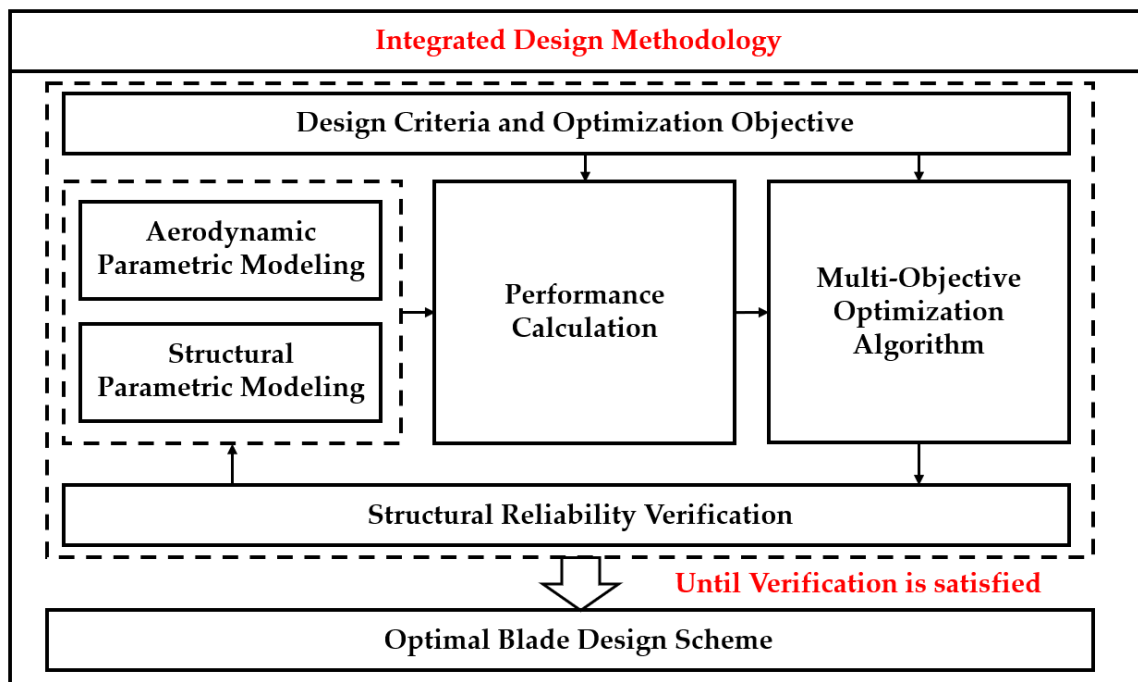 Integrated Design Methodology
Design Criteria and Optimization Objective
Aerodynamic
Parametric Modeling
Structural
Parametric Modeling
Performance
Calculation
Multi-Objective
Optimization
Algorithm
Structural Reliability Verification
Until Verification is satisfied
Optimal Blade Design Scheme